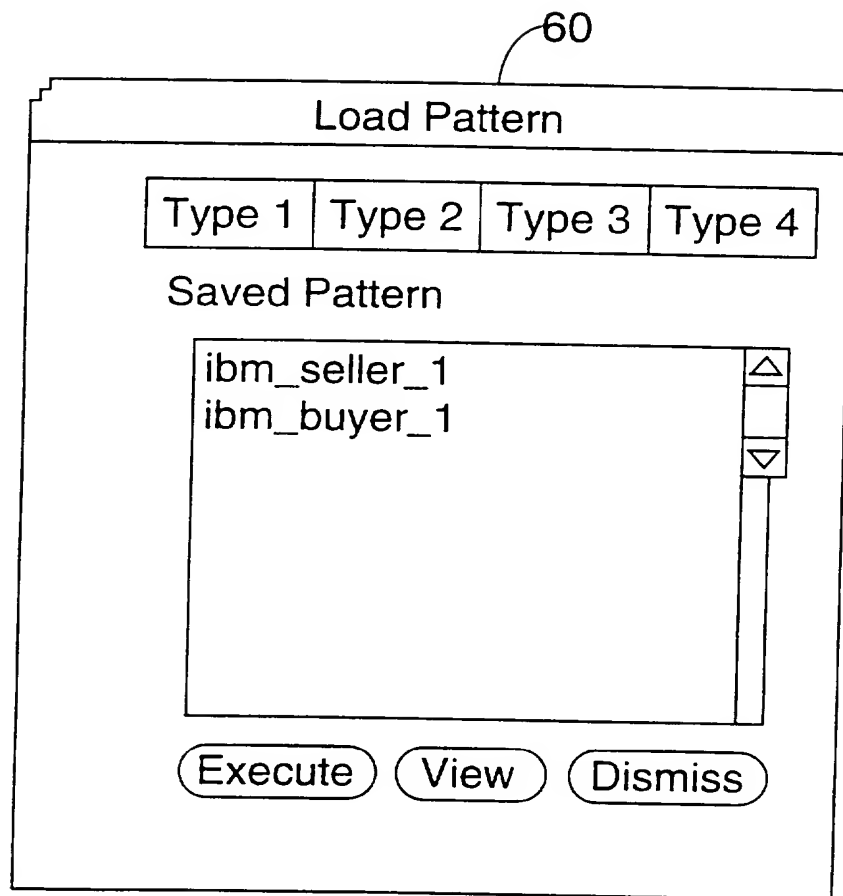 60
Load Pattern
Type 1 Type 2 Type 3 Type 4
Saved Pattern
ibm_seller_1
ibm_buyer_1
Execute View Dismiss